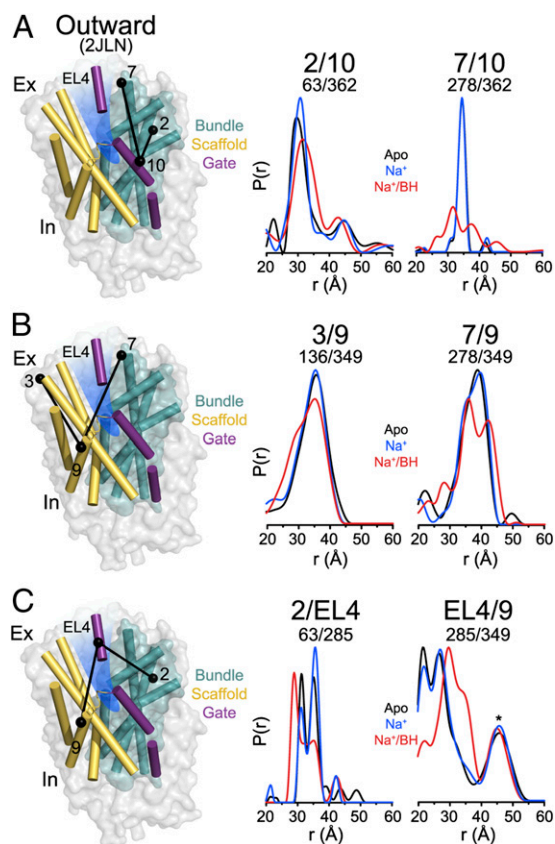 A
Outward
(2JLN)
EL4
7
Ex
2
10
In
Bundle
Scaffold
Gate
2/10
63/362
7/10
278/362
P(r)
Apo
Na⁺
Na⁺/BH
20 30 40 50 60
r (Å)
20 30 40 50 60
r (Å)
B
Ex
EL4
7
3
9
In
Bundle
Scaffold
Gate
3/9
136/349
7/9
278/349
P(r)
Apo
Na⁺
Na⁺/BH
20 30 40 50 60
r (Å)
20 30 40 50 60
r (Å)
C
Ex
EL4
2
9
In
Bundle
Scaffold
Gate
2/EL4
63/285
EL4/9
285/349
P(r)
Apo
Na⁺
Na⁺/BH
*
20 30 40 50 60
r (Å)
20 30 40 50 60
r (Å)